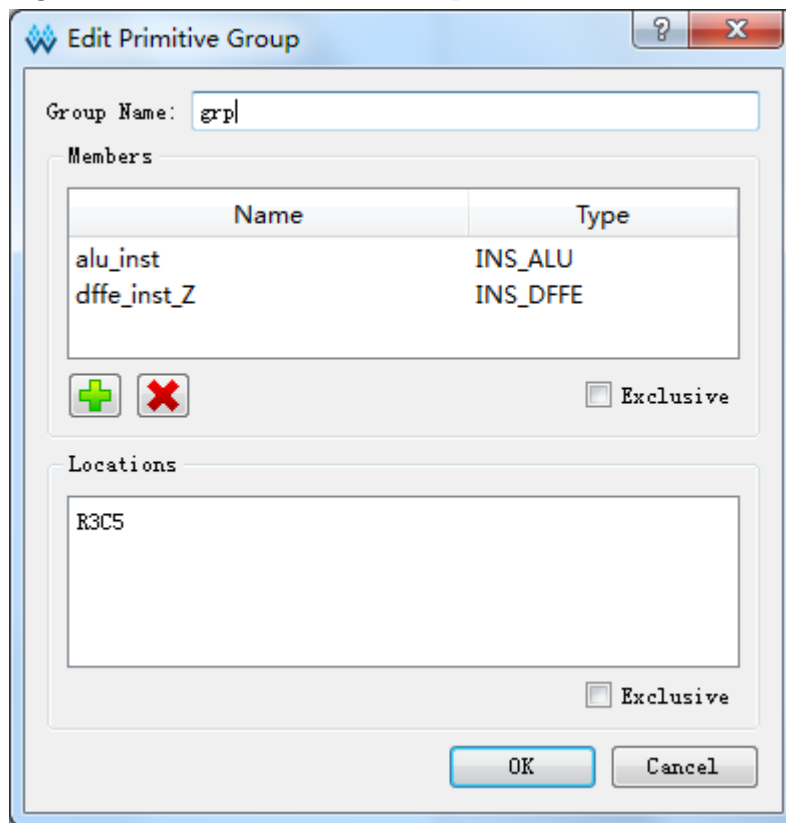 Edit Primitive Group
Group Name: grp
Members
Name Type
alu_inst INS_ALU
dffe_inst_Z INS_DFFE
Exclusive
Locations
R3C5
Exclusive
OK Cancel